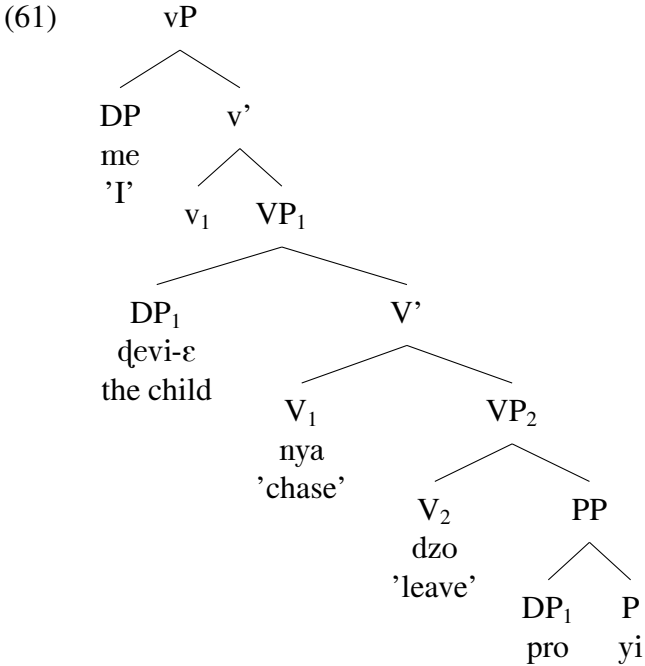 (61) vP
DP v’
me
’I’
v₁ VP₁
DP₁ V’
ɖevi-ɛ
the child
V₁ VP₂
nya
’chase’
V₂ PP
dzo
’leave’
DP₁ P
pro yi